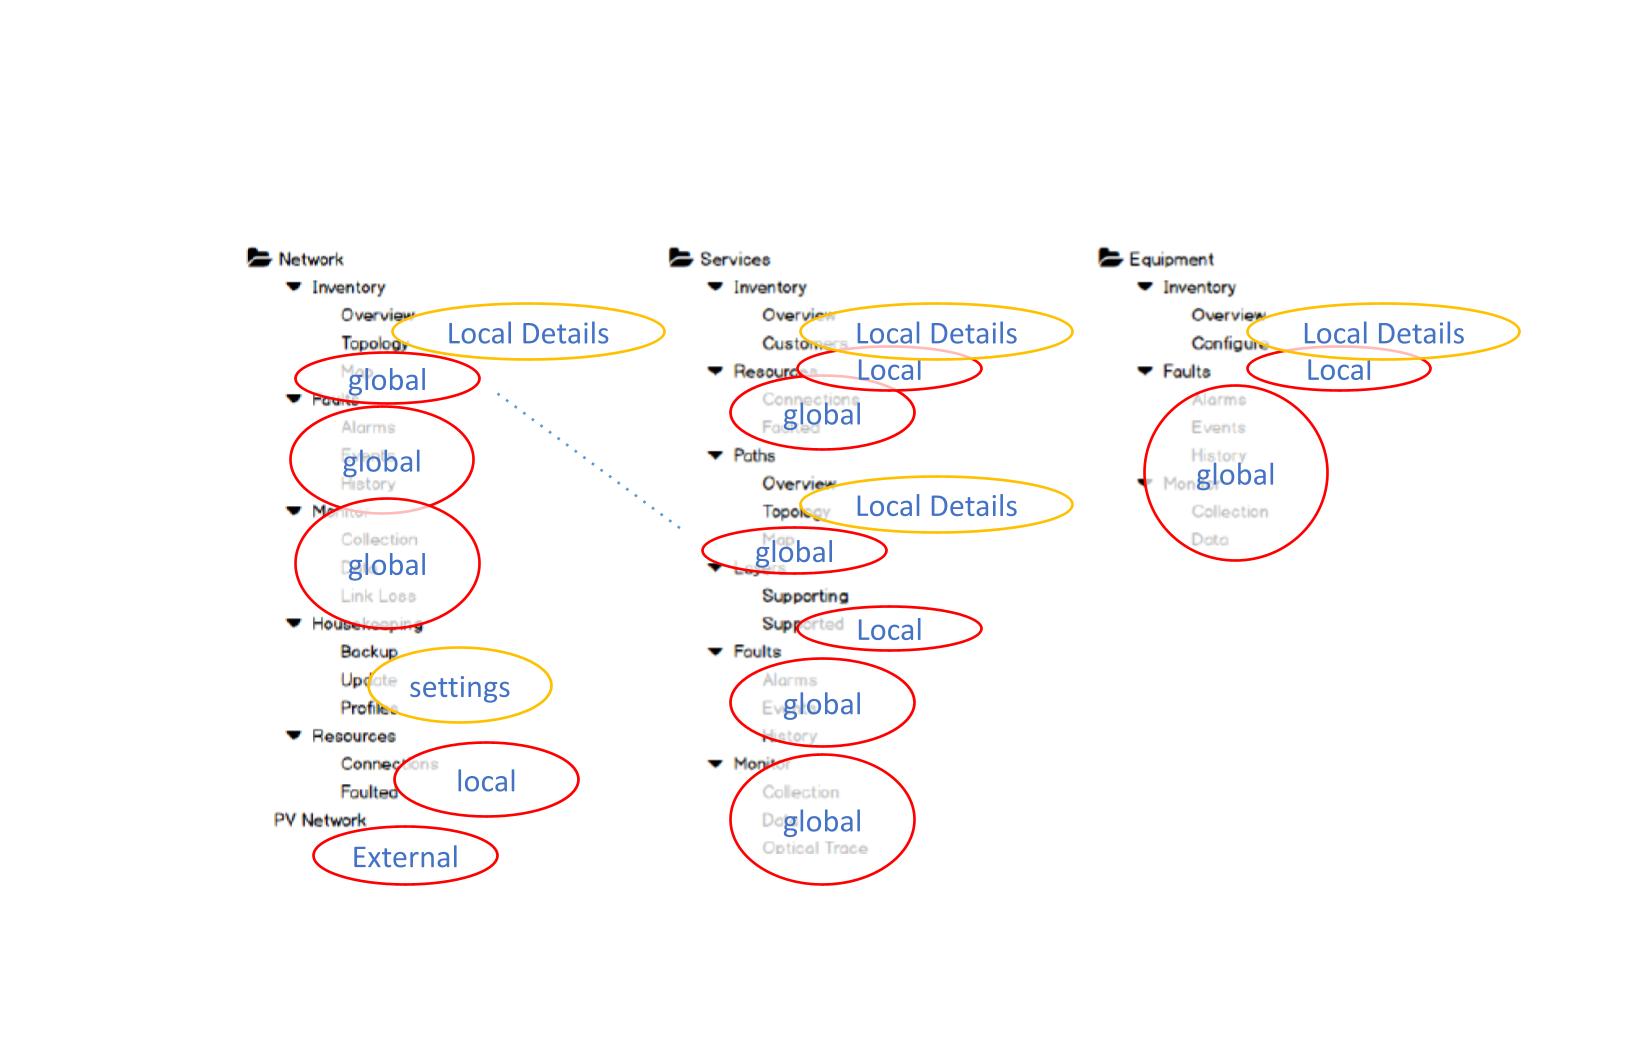 Network
Inventory
Overview
Local Details
Topology
Map
global
Faults
Alarms
Events
global
History
Monitor
Collection
Data
global
Link Loss
Housekeeping
Backup
Update
settings
Profiles
Resources
Connections
local
Faulted
PV Network
External
Services
Inventory
Overview
Local Details
Customers
Resources
Local
Connections
global
Faulted
Paths
Overview
Local Details
Topology
Map
global
Layers
Supporting
Supported
Local
Faults
Alarms
Events
global
History
Monitor
Collection
Data
global
Optical Trace
Equipment
Inventory
Overview
Local Details
Configure
Faults
Local
Alarms
Events
History
global
Monitor
Collection
Data